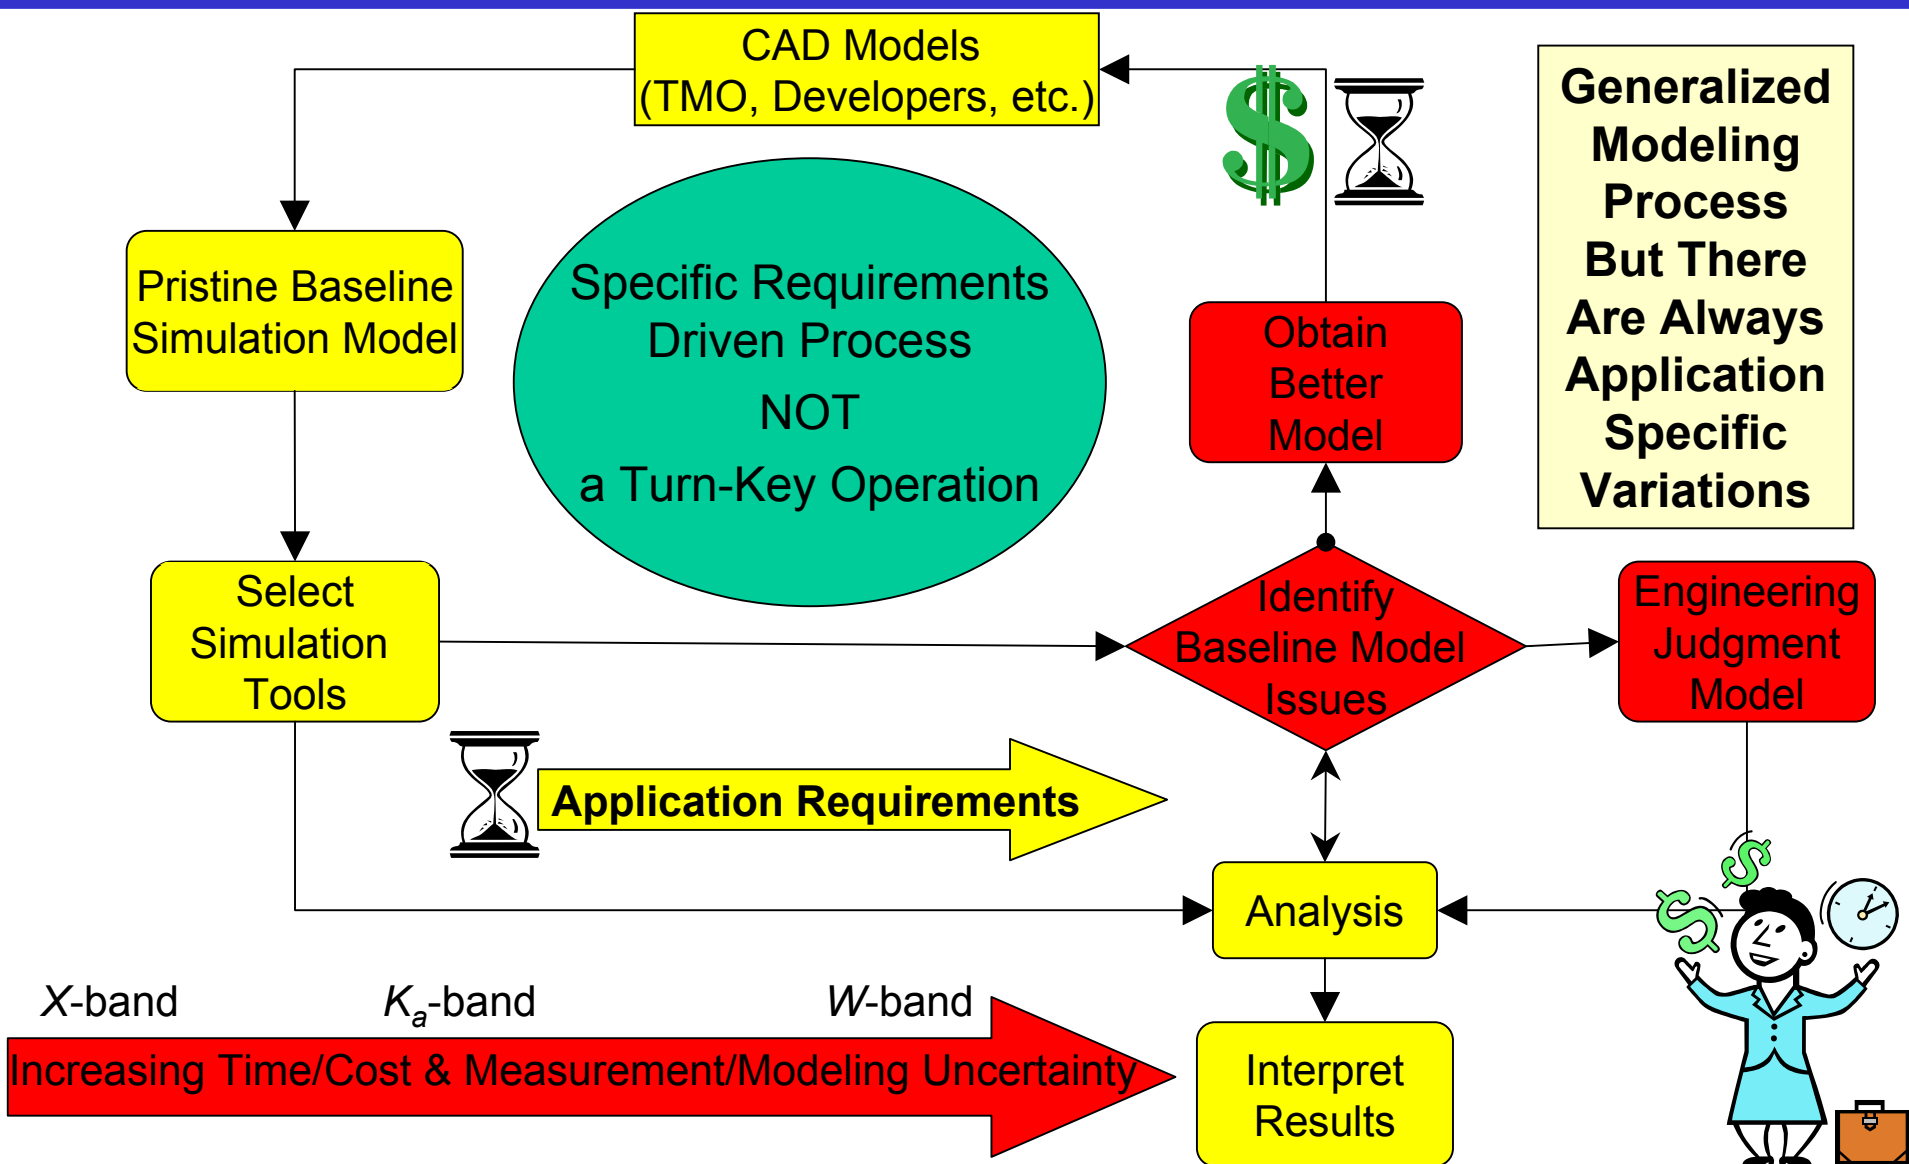 CAD Models
(TMO, Developers, etc.)
Generalized
Modeling
Process
But There
Are Always
Application
Specific
Variations
Pristine Baseline
Simulation Model
Specific Requirements
Driven Process
NOT
a Turn-Key Operation
Obtain
Better
Model
Select
Simulation
Tools
Identify
Baseline Model
Issues
Engineering
Judgment
Model
Application Requirements
Analysis
X-band Ka-band W-band
Increasing Time/Cost & Measurement/Modeling Uncertainty
Interpret
Results